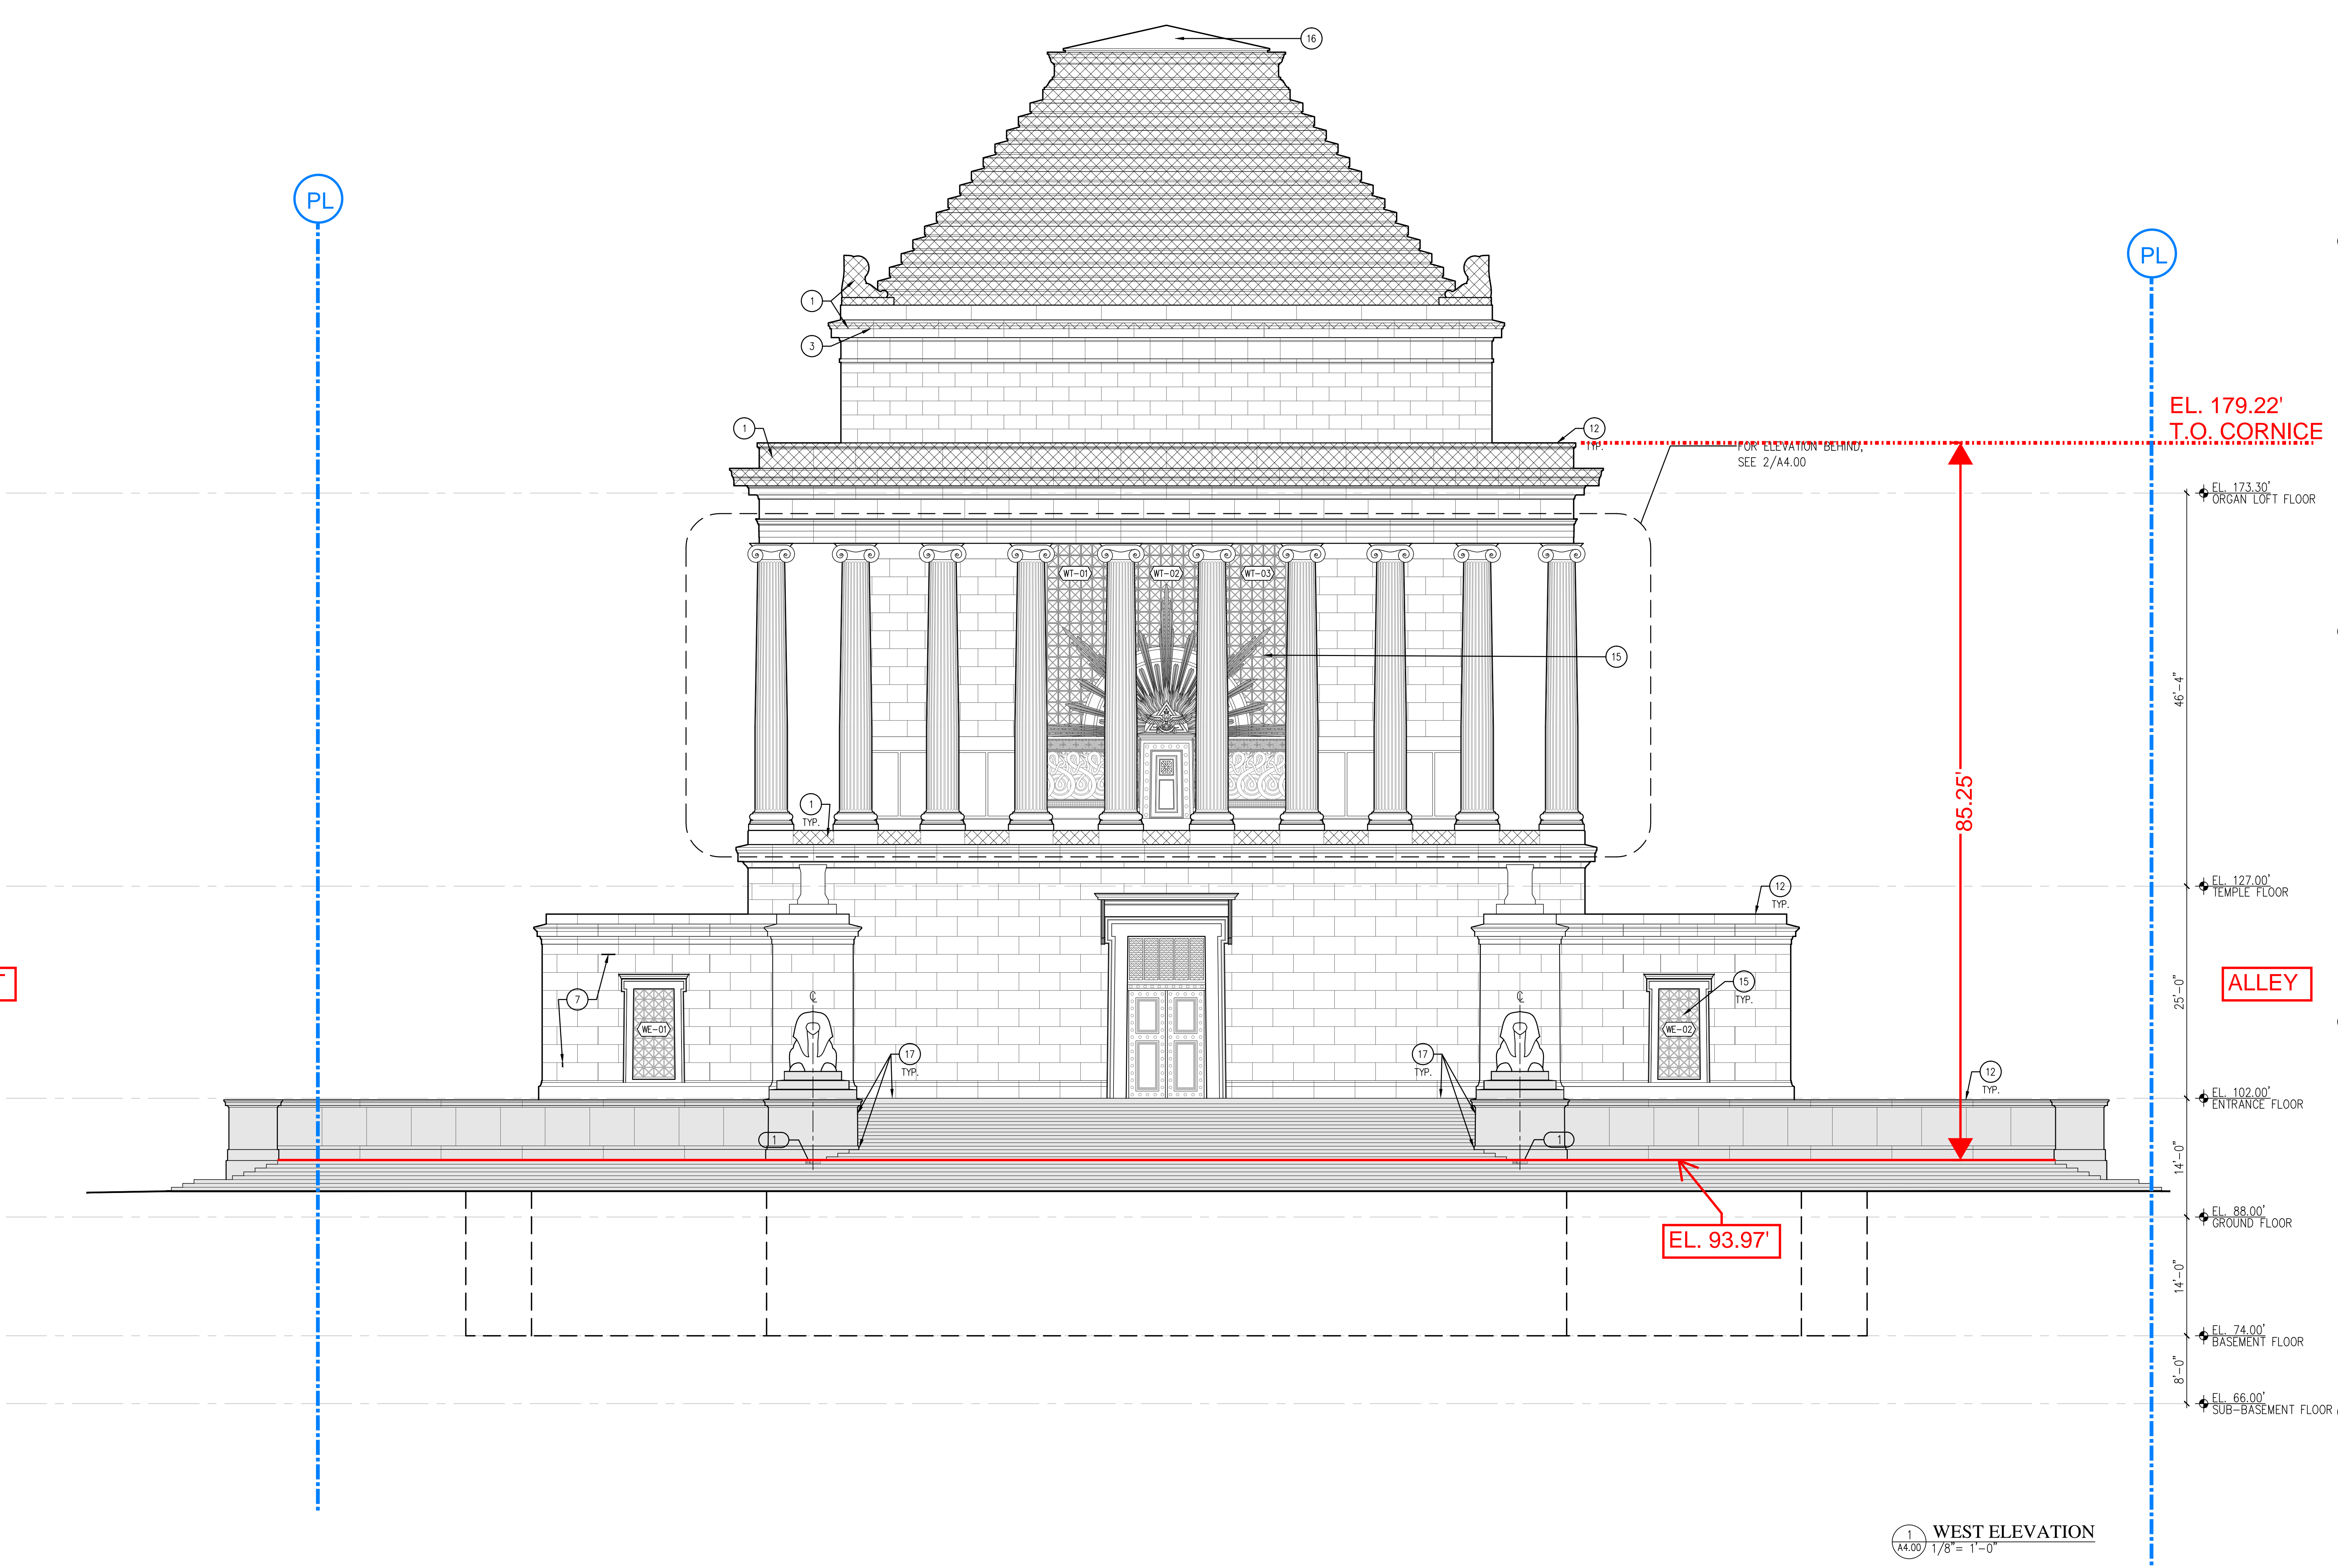 16
PL
PL
1
3
EL. 179.22'
T.O. CORNICE
1
12
TYP.
FOR ELEVATION BEHIND,
SEE 2/A4.00
EL. 173.30'
ORGAN LOFT FLOOR
WT-01
WT-02
WT-03
15
46'-4"
85.25'
1
TYP.
EL. 127.00'
TEMPLE FLOOR
12
TYP.
ALLEY
7
15
TYP.
25'-0"
WE-01
WE-02
℄
℄
17
TYP.
17
TYP.
12
TYP.
EL. 102.00'
ENTRANCE FLOOR
1
1
14'-0"
EL. 88.00'
GROUND FLOOR
EL. 93.97'
14'-0"
EL. 74.00'
BASEMENT FLOOR
8'-0"
EL. 66.00'
SUB-BASEMENT FLOOR
1
A4.00
WEST ELEVATION
1/8"= 1'-0"